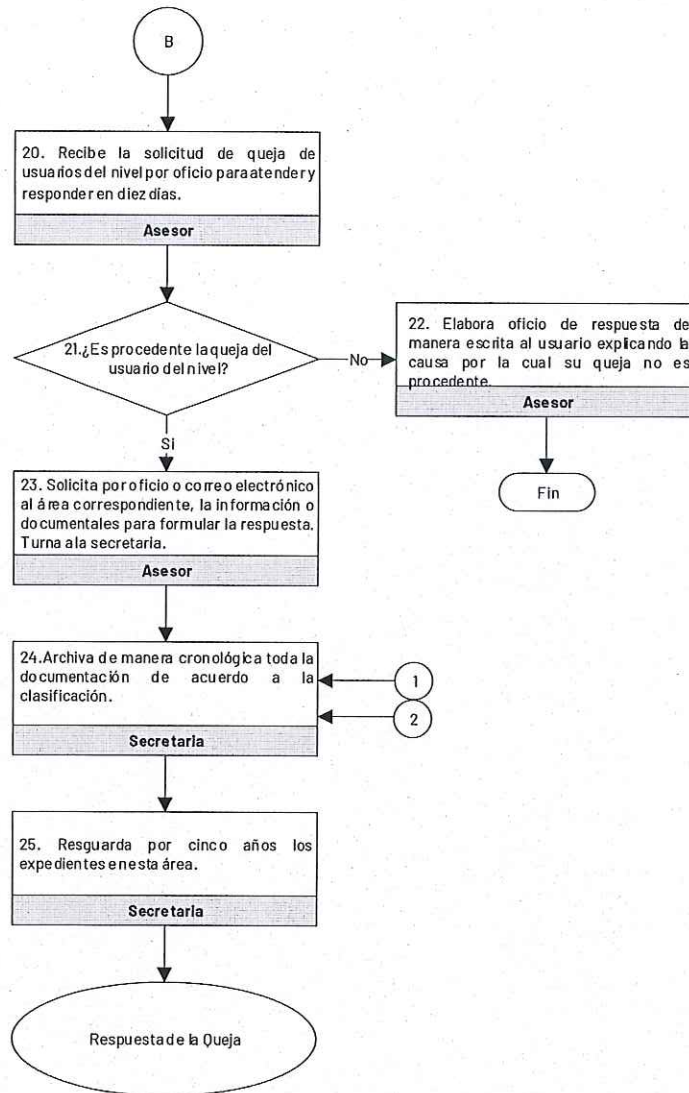 B
20. Recibe la solicitud de queja de
usuarios del nivel por oficio para atender y
responder en diez días.
Asesor
21.¿Es procedente la queja del
usuario del nivel?
No
22. Elabora oficio de respuesta de
manera escrita al usuario explicando la
causa por la cual su queja no es
procedente.
Asesor
Fin
Si
23. Solicita por oficio o correo electrónico
al área correspondiente, la información o
documentales para formular la respuesta.
Turna a la secretaria.
Asesor
24.Archiva de manera cronológica toda la
documentación de acuerdo a la
clasificación.
Secretaria
1
2
25. Resguarda por cinco años los
expedientes en esta área.
Secretaria
Respuesta de la Queja